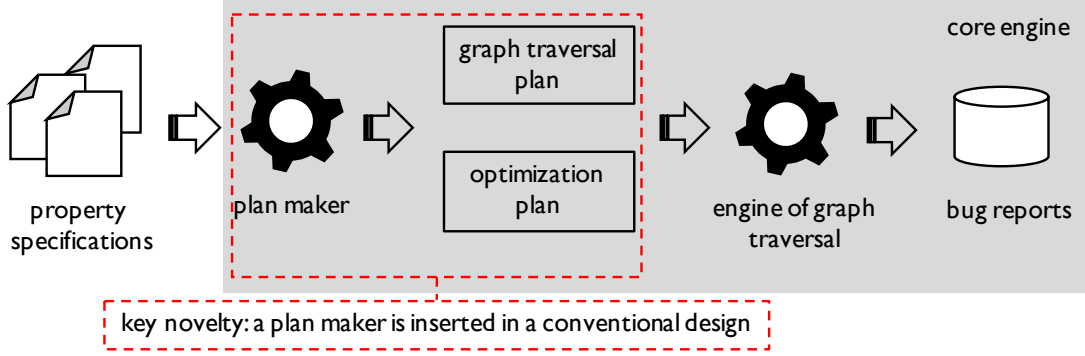 core engine
graph traversal
plan
optimization
plan
property
specifications
plan maker
engine of graph
traversal
bug reports
key novelty: a plan maker is inserted in a conventional design